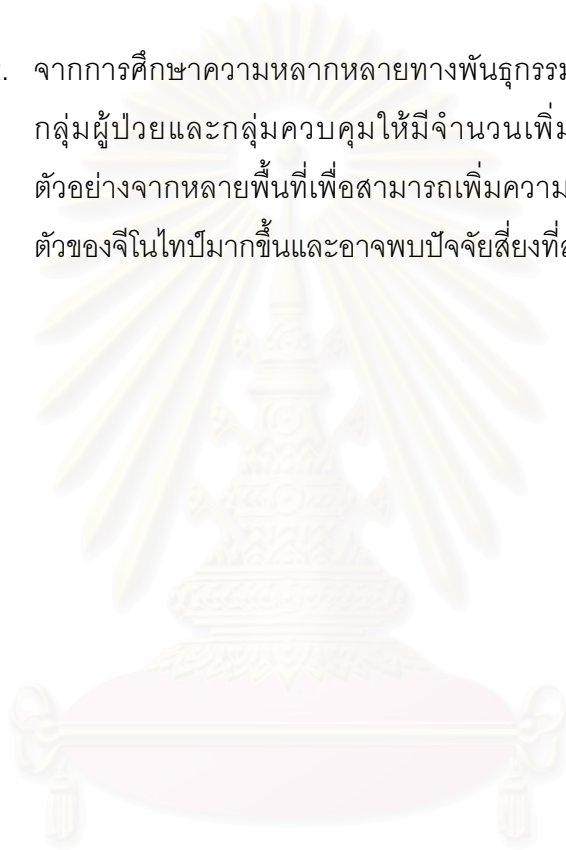 . จากการศึกษาความหลากหลายทางพันธุกรรม
กลุ่มผู้ป่วยและกลุ่มควบคุมให้มีจำนวนเพิ่ม
ตัวอย่างจากหลายพื้นที่เพื่อสามารถเพิ่มความ
ตัวของจีโนไทป์มากขึ้นและอาจพบปัจจัยสี่ยงที่